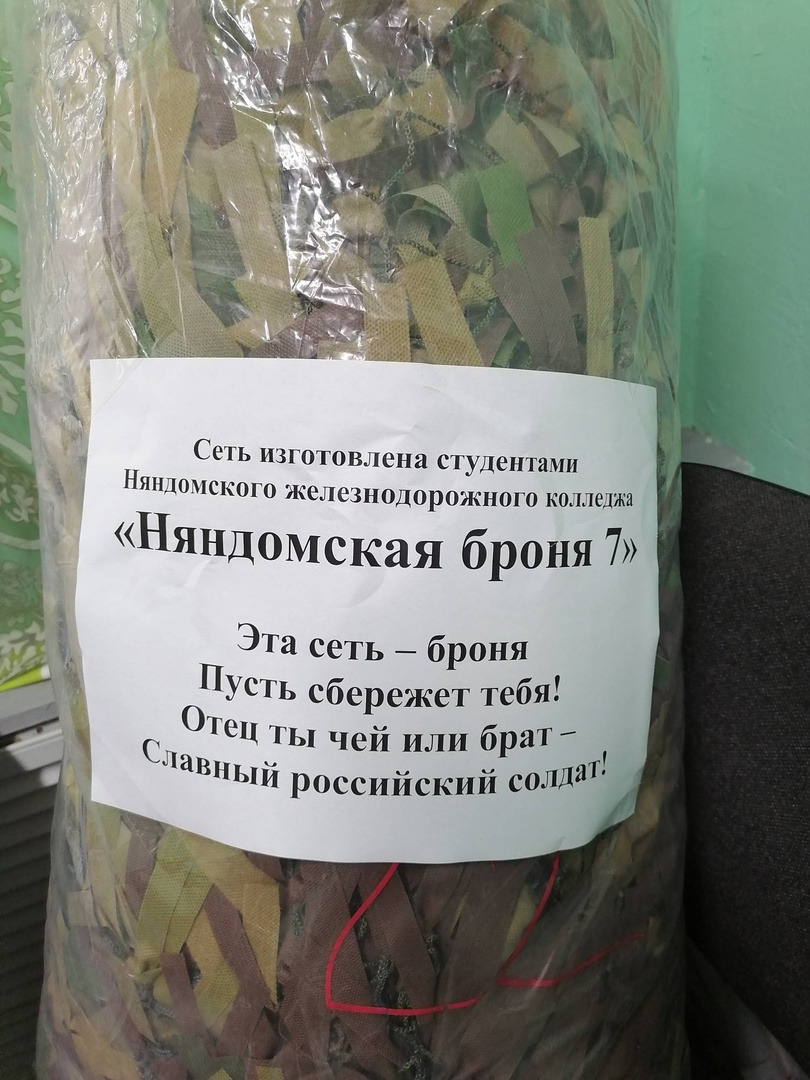 Сеть изготовлена студентами
Няндомского железнодорожного колледжа
«Няндомская броня 7»
Эта сеть – броня
Пусть сбережет тебя!
Отец ты чей или брат –
Славный российский солдат!